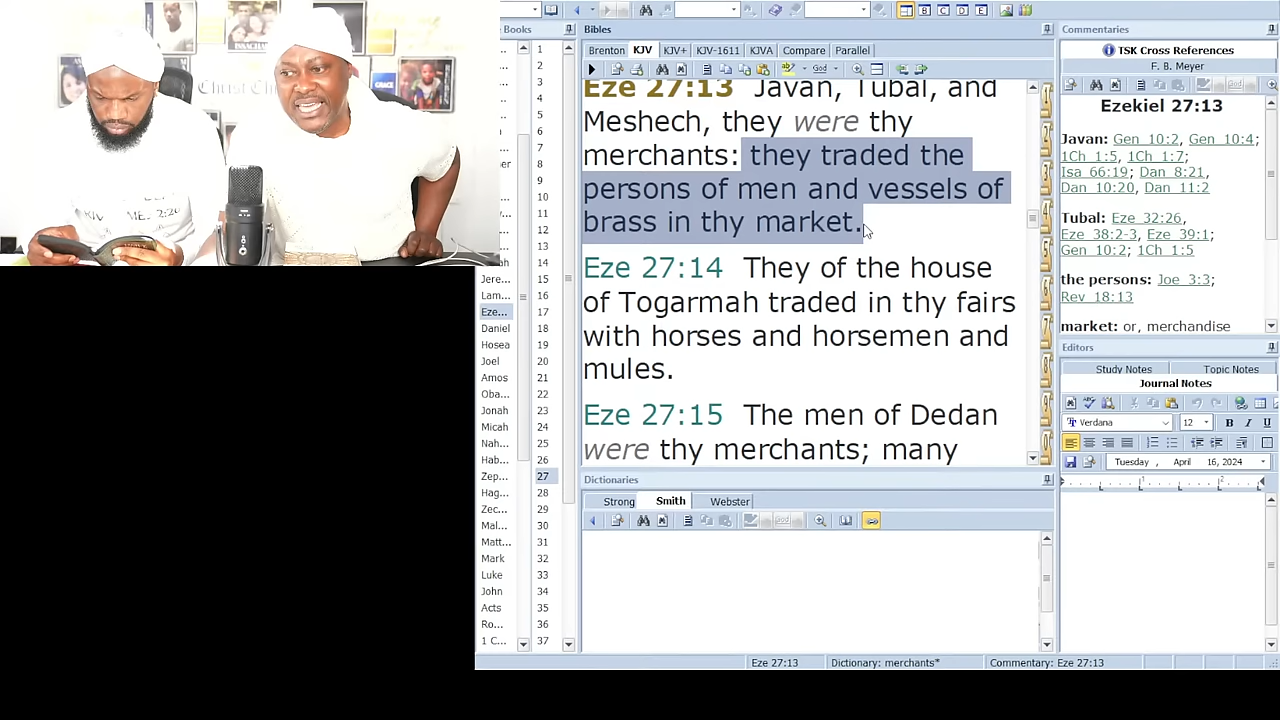 Books
Bibles
Commentaries
Brenton KJV KJV+ KJV-1611 KJVA Compare Parallel
TSK Cross References
F. B. Meyer
Christ
Eze 27:13 Javan, Tubal, and
Meshech, they were thy
merchants: they traded the
persons of men and vessels of
brass in thy market.
Eze 27:14 They of the house
of Togarmah traded in thy fairs
with horses and horsemen and
mules.
Eze 27:15 The men of Dedan
were thy merchants; many
Ezekiel 27:13
Javan: Gen 10:2, Gen 10:4;
1Ch 1:5, 1Ch 1:7;
Isa 66:19; Dan 8:21,
Dan 10:20, Dan 11:2
Tubal: Eze 32:26,
Eze 38:2-3, Eze 39:1;
Gen 10:2; 1Ch 1:5
the persons: Joe 3:3;
Rev 18:13
market: or, merchandise
Editors
Study Notes Topic Notes
Journal Notes
Verdana 12 B I U
Tuesday , April 16, 2024
1 2
Dictionaries
Strong Smith Webster
Jere...
Lam...
Eze...
Daniel
Hosea
Joel
Amos
Oba...
Jonah
Micah
Nah...
Hab...
Zep...
Hag...
Zec...
Mal...
Matt...
Mark
Luke
John
Acts
Ro...
1 C...
1
2
3
4
5
6
7
8
9
10
11
12
13
14
15
16
17
18
19
20
21
22
23
24
25
26
27
28
29
30
31
32
33
34
35
36
37
Eze 27:13 Dictionary: merchants* Commentary: Eze 27:13